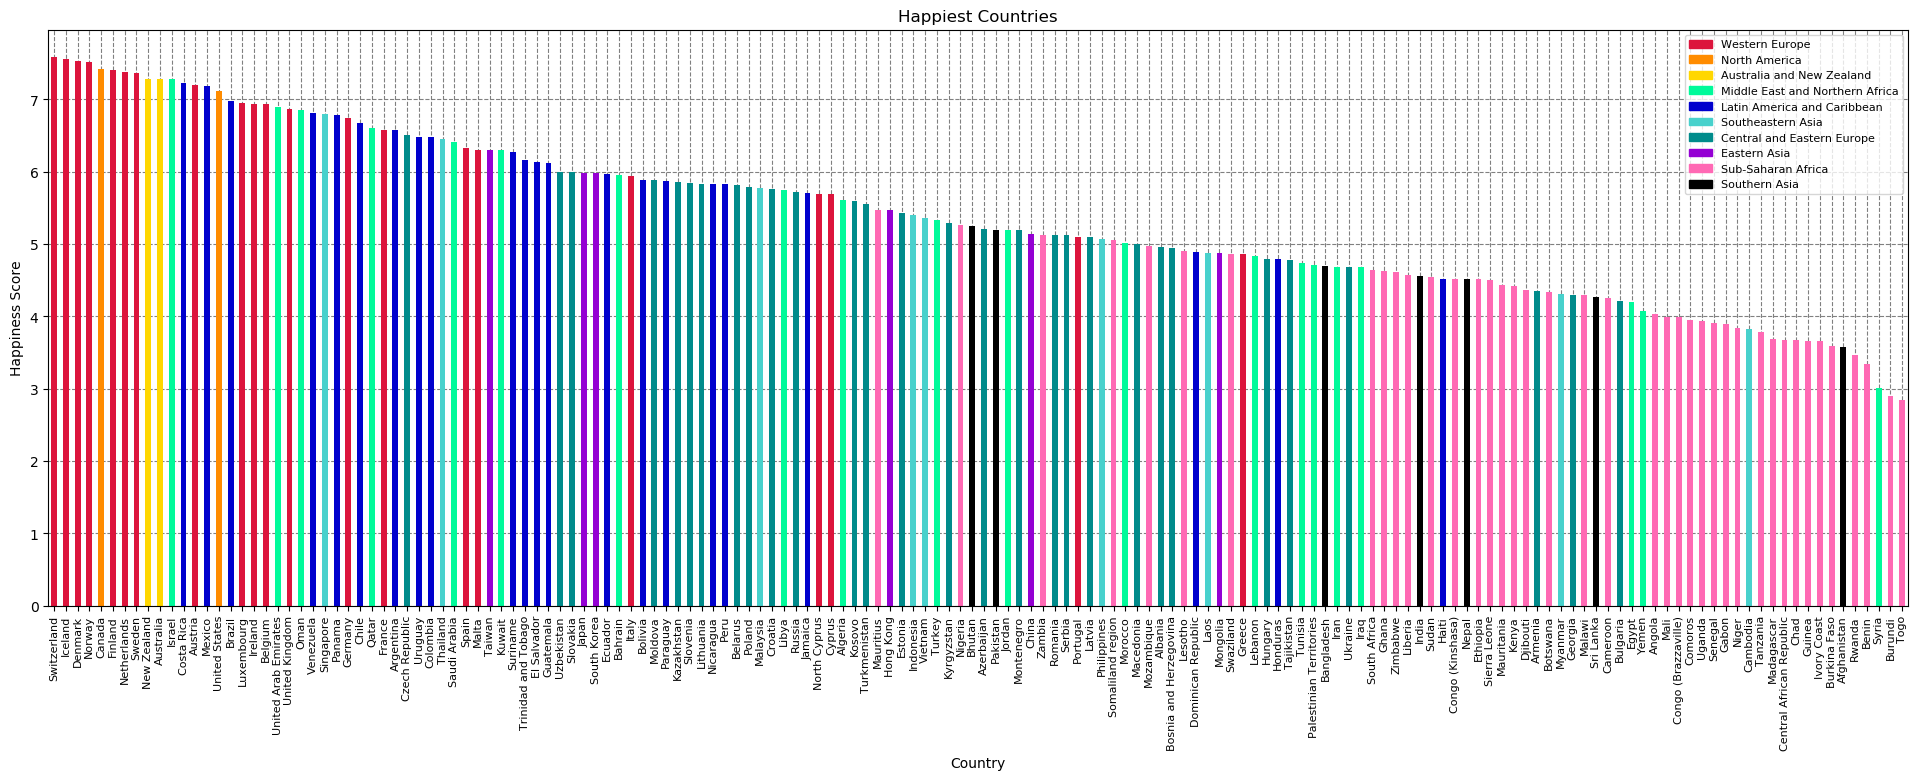 Happiest Countries
Happiness Score
7
6
5
4
3
2
1
0
Western Europe
North America
Australia and New Zealand
Middle East and Northern Africa
Latin America and Caribbean
Southeastern Asia
Central and Eastern Europe
Eastern Asia
Sub-Saharan Africa
Southern Asia
Switzerland
Iceland
Denmark
Norway
Canada
Finland
Netherlands
Sweden
New Zealand
Australia
Israel
Costa Rica
Austria
Mexico
United States
Brazil
Luxembourg
Ireland
Belgium
United Arab Emirates
United Kingdom
Oman
Venezuela
Singapore
Panama
Germany
Chile
Qatar
France
Argentina
Czech Republic
Uruguay
Colombia
Thailand
Saudi Arabia
Spain
Malta
Taiwan
Kuwait
Suriname
Trinidad and Tobago
El Salvador
Guatemala
Uzbekistan
Slovakia
Japan
South Korea
Ecuador
Bahrain
Italy
Bolivia
Moldova
Paraguay
Kazakhstan
Slovenia
Lithuania
Nicaragua
Peru
Belarus
Poland
Malaysia
Croatia
Libya
Russia
Jamaica
North Cyprus
Cyprus
Algeria
Kosovo
Turkmenistan
Mauritius
Hong Kong
Estonia
Indonesia
Vietnam
Turkey
Kyrgyzstan
Nigeria
Bhutan
Azerbaijan
Pakistan
Jordan
Montenegro
China
Zambia
Romania
Serbia
Portugal
Latvia
Philippines
Somaliland region
Morocco
Macedonia
Mozambique
Albania
Bosnia and Herzegovina
Lesotho
Dominican Republic
Laos
Mongolia
Swaziland
Greece
Lebanon
Hungary
Honduras
Tajikistan
Tunisia
Palestinian Territories
Bangladesh
Iran
Ukraine
Iraq
South Africa
Ghana
Zimbabwe
Liberia
India
Sudan
Haiti
Congo (Kinshasa)
Nepal
Ethiopia
Sierra Leone
Mauritania
Kenya
Djibouti
Armenia
Botswana
Myanmar
Georgia
Malawi
Sri Lanka
Cameroon
Bulgaria
Egypt
Yemen
Angola
Mali
Congo (Brazzaville)
Comoros
Uganda
Senegal
Gabon
Niger
Cambodia
Tanzania
Madagascar
Central African Republic
Chad
Guinea
Ivory Coast
Burkina Faso
Afghanistan
Rwanda
Benin
Syria
Burundi
Togo
Country